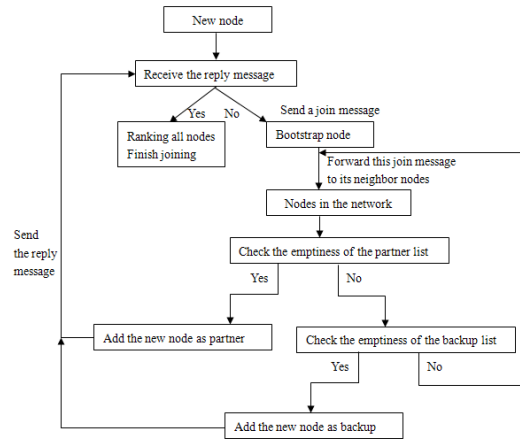 New node
Receive the reply message
Yes
No
Send a join message
Ranking all nodes
Finish joining
Bootstrap node
Forward this join message
to its neighbor nodes
Nodes in the network
Send
the reply
message
Check the emptiness of the partner list
Yes
No
Add the new node as partner
Check the emptiness of the backup list
Yes
No
Add the new node as backup